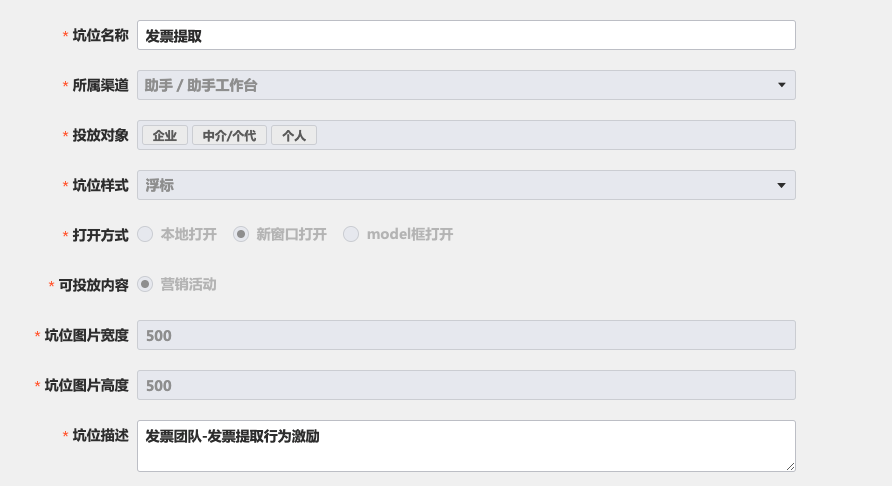 * 坑位名称 发票提取
* 所属渠道 助手 / 助手工作台
* 投放对象 企业 中介/个代 个人
* 坑位样式 浮标
* 打开方式 本地打开 新窗口打开 model框打开
* 可投放内容 营销活动
* 坑位图片宽度 500
* 坑位图片高度 500
* 坑位描述 发票团队-发票提取行为激励